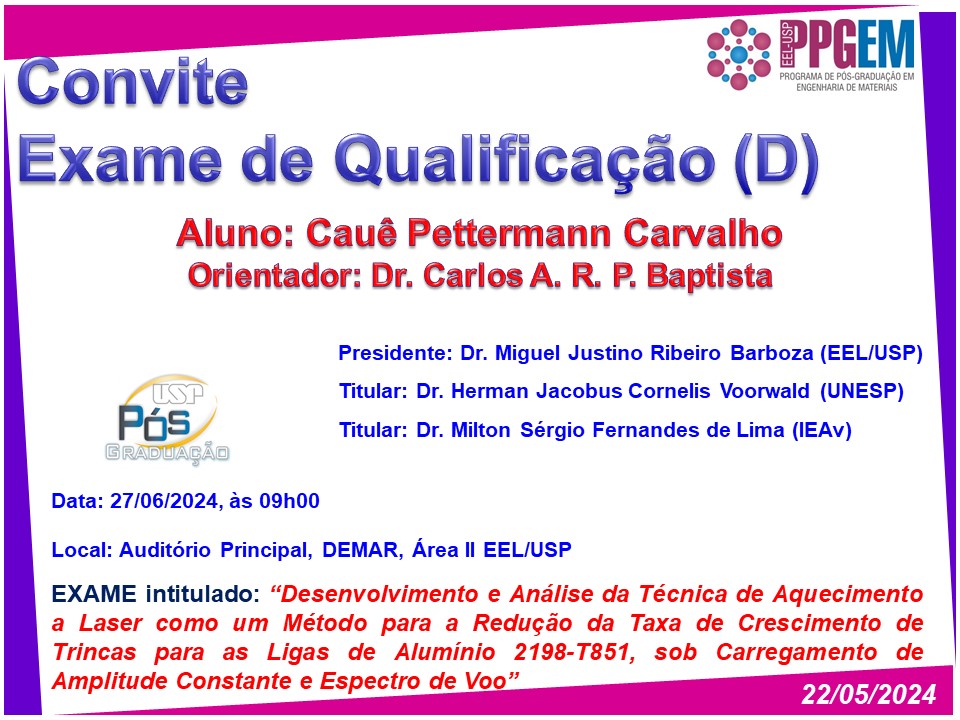 EEL-USP
PPGEM
PROGRAMA DE PÓS-GRADUAÇÃO EM
ENGENHARIA DE MATERIAIS
Convite
Exame de Qualificação (D)
Aluno: Cauê Pettermann Carvalho
Orientador: Dr. Carlos A. R. P. Baptista
Presidente: Dr. Miguel Justino Ribeiro Barboza (EEL/USP)
Titular: Dr. Herman Jacobus Cornelis Voorwald (UNESP)
Titular: Dr. Milton Sérgio Fernandes de Lima (IEAv)
USP
Pós
GRADUAÇÃO
Data: 27/06/2024, às 09h00
Local: Auditório Principal, DEMAR, Área II EEL/USP
EXAME intitulado: “Desenvolvimento e Análise da Técnica de Aquecimento
a Laser como um Método para a Redução da Taxa de Crescimento de
Trincas para as Ligas de Alumínio 2198-T851, sob Carregamento de
Amplitude Constante e Espectro de Voo”
22/05/2024